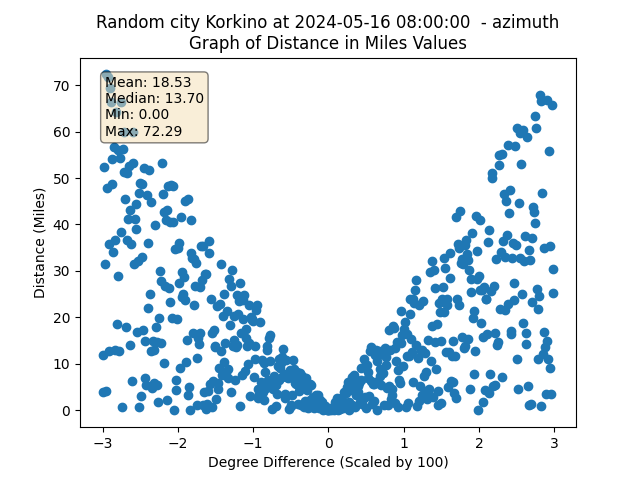 Random city Korkino at 2024-05-16 08:00:00  - azimuth
Graph of Distance in Miles Values
Mean: 18.53
Median: 13.70
Min: 0.00
Max: 72.29
70
60
50
40
30
20
10
0
Distance (Miles)
−3 −2 −1 0 1 2 3
Degree Difference (Scaled by 100)